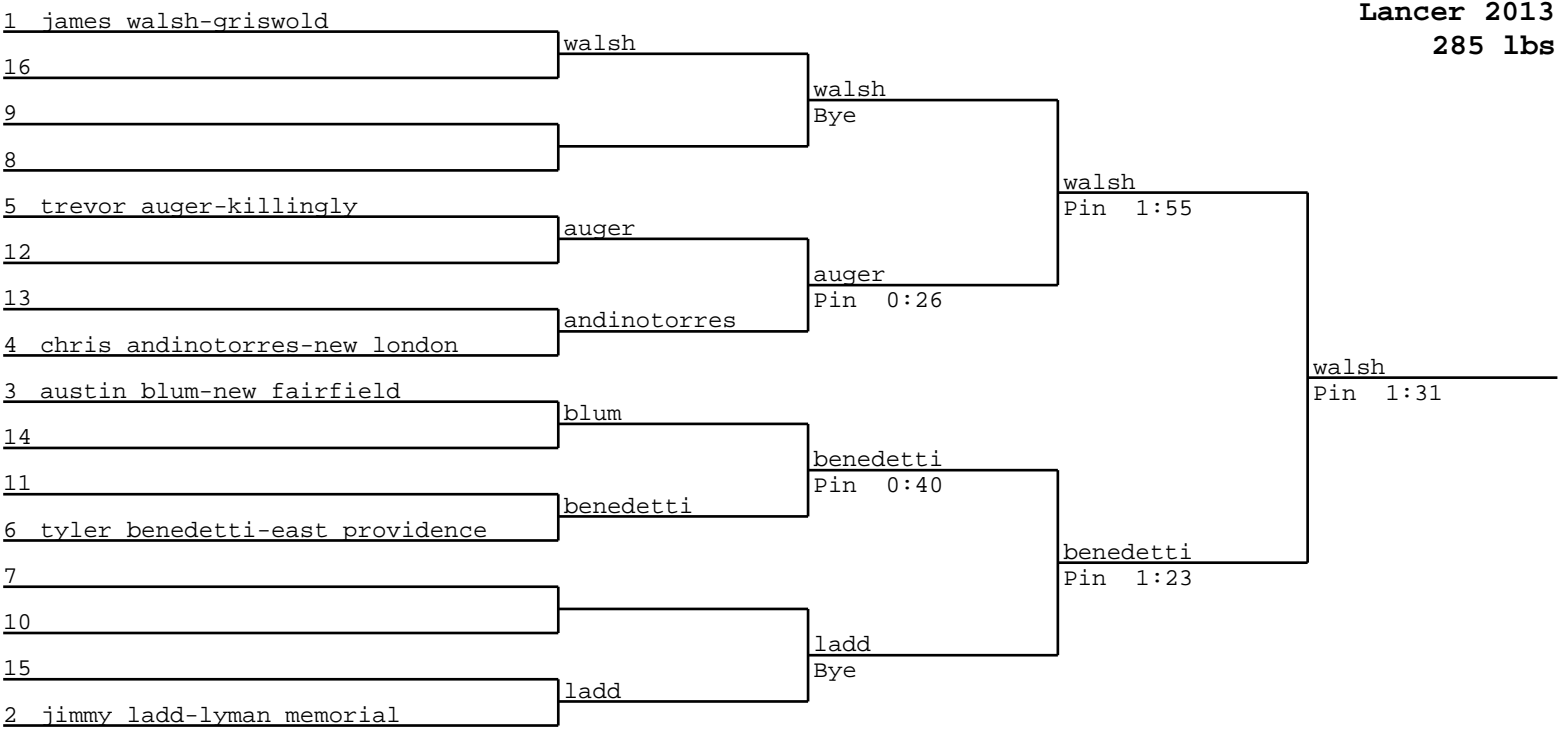 Lancer 2013
285 lbs
1 james walsh-griswold
16
9
8
5 trevor auger-killingly
12
13
4 chris andinotorres-new london
3 austin blum-new fairfield
14
11
6 tyler benedetti-east providence
7
10
15
2 jimmy ladd-lyman memorial
walsh
auger
andinotorres
blum
benedetti
ladd
walsh
Bye
auger
Pin 0:26
benedetti
Pin 0:40
ladd
Bye
walsh
Pin 1:55
benedetti
Pin 1:23
walsh
Pin 1:31